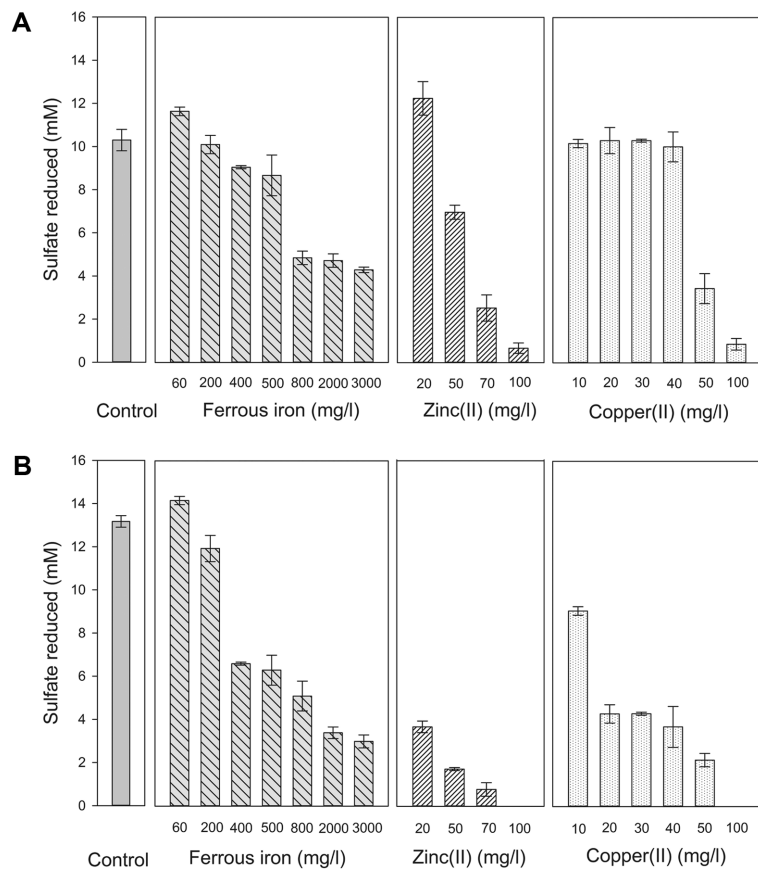 A
Sulfate reduced (mM)
16
14
12
10
8
6
4
2
0
60 200 400 500 800 2000 3000
20 50 70 100
10 20 30 40 50 100
Control Ferrous iron (mg/l) Zinc(II) (mg/l) Copper(II) (mg/l)
B
Sulfate reduced (mM)
16
14
12
10
8
6
4
2
0
60 200 400 500 800 2000 3000
20 50 70 100
10 20 30 40 50 100
Control Ferrous iron (mg/l) Zinc(II) (mg/l) Copper(II) (mg/l)